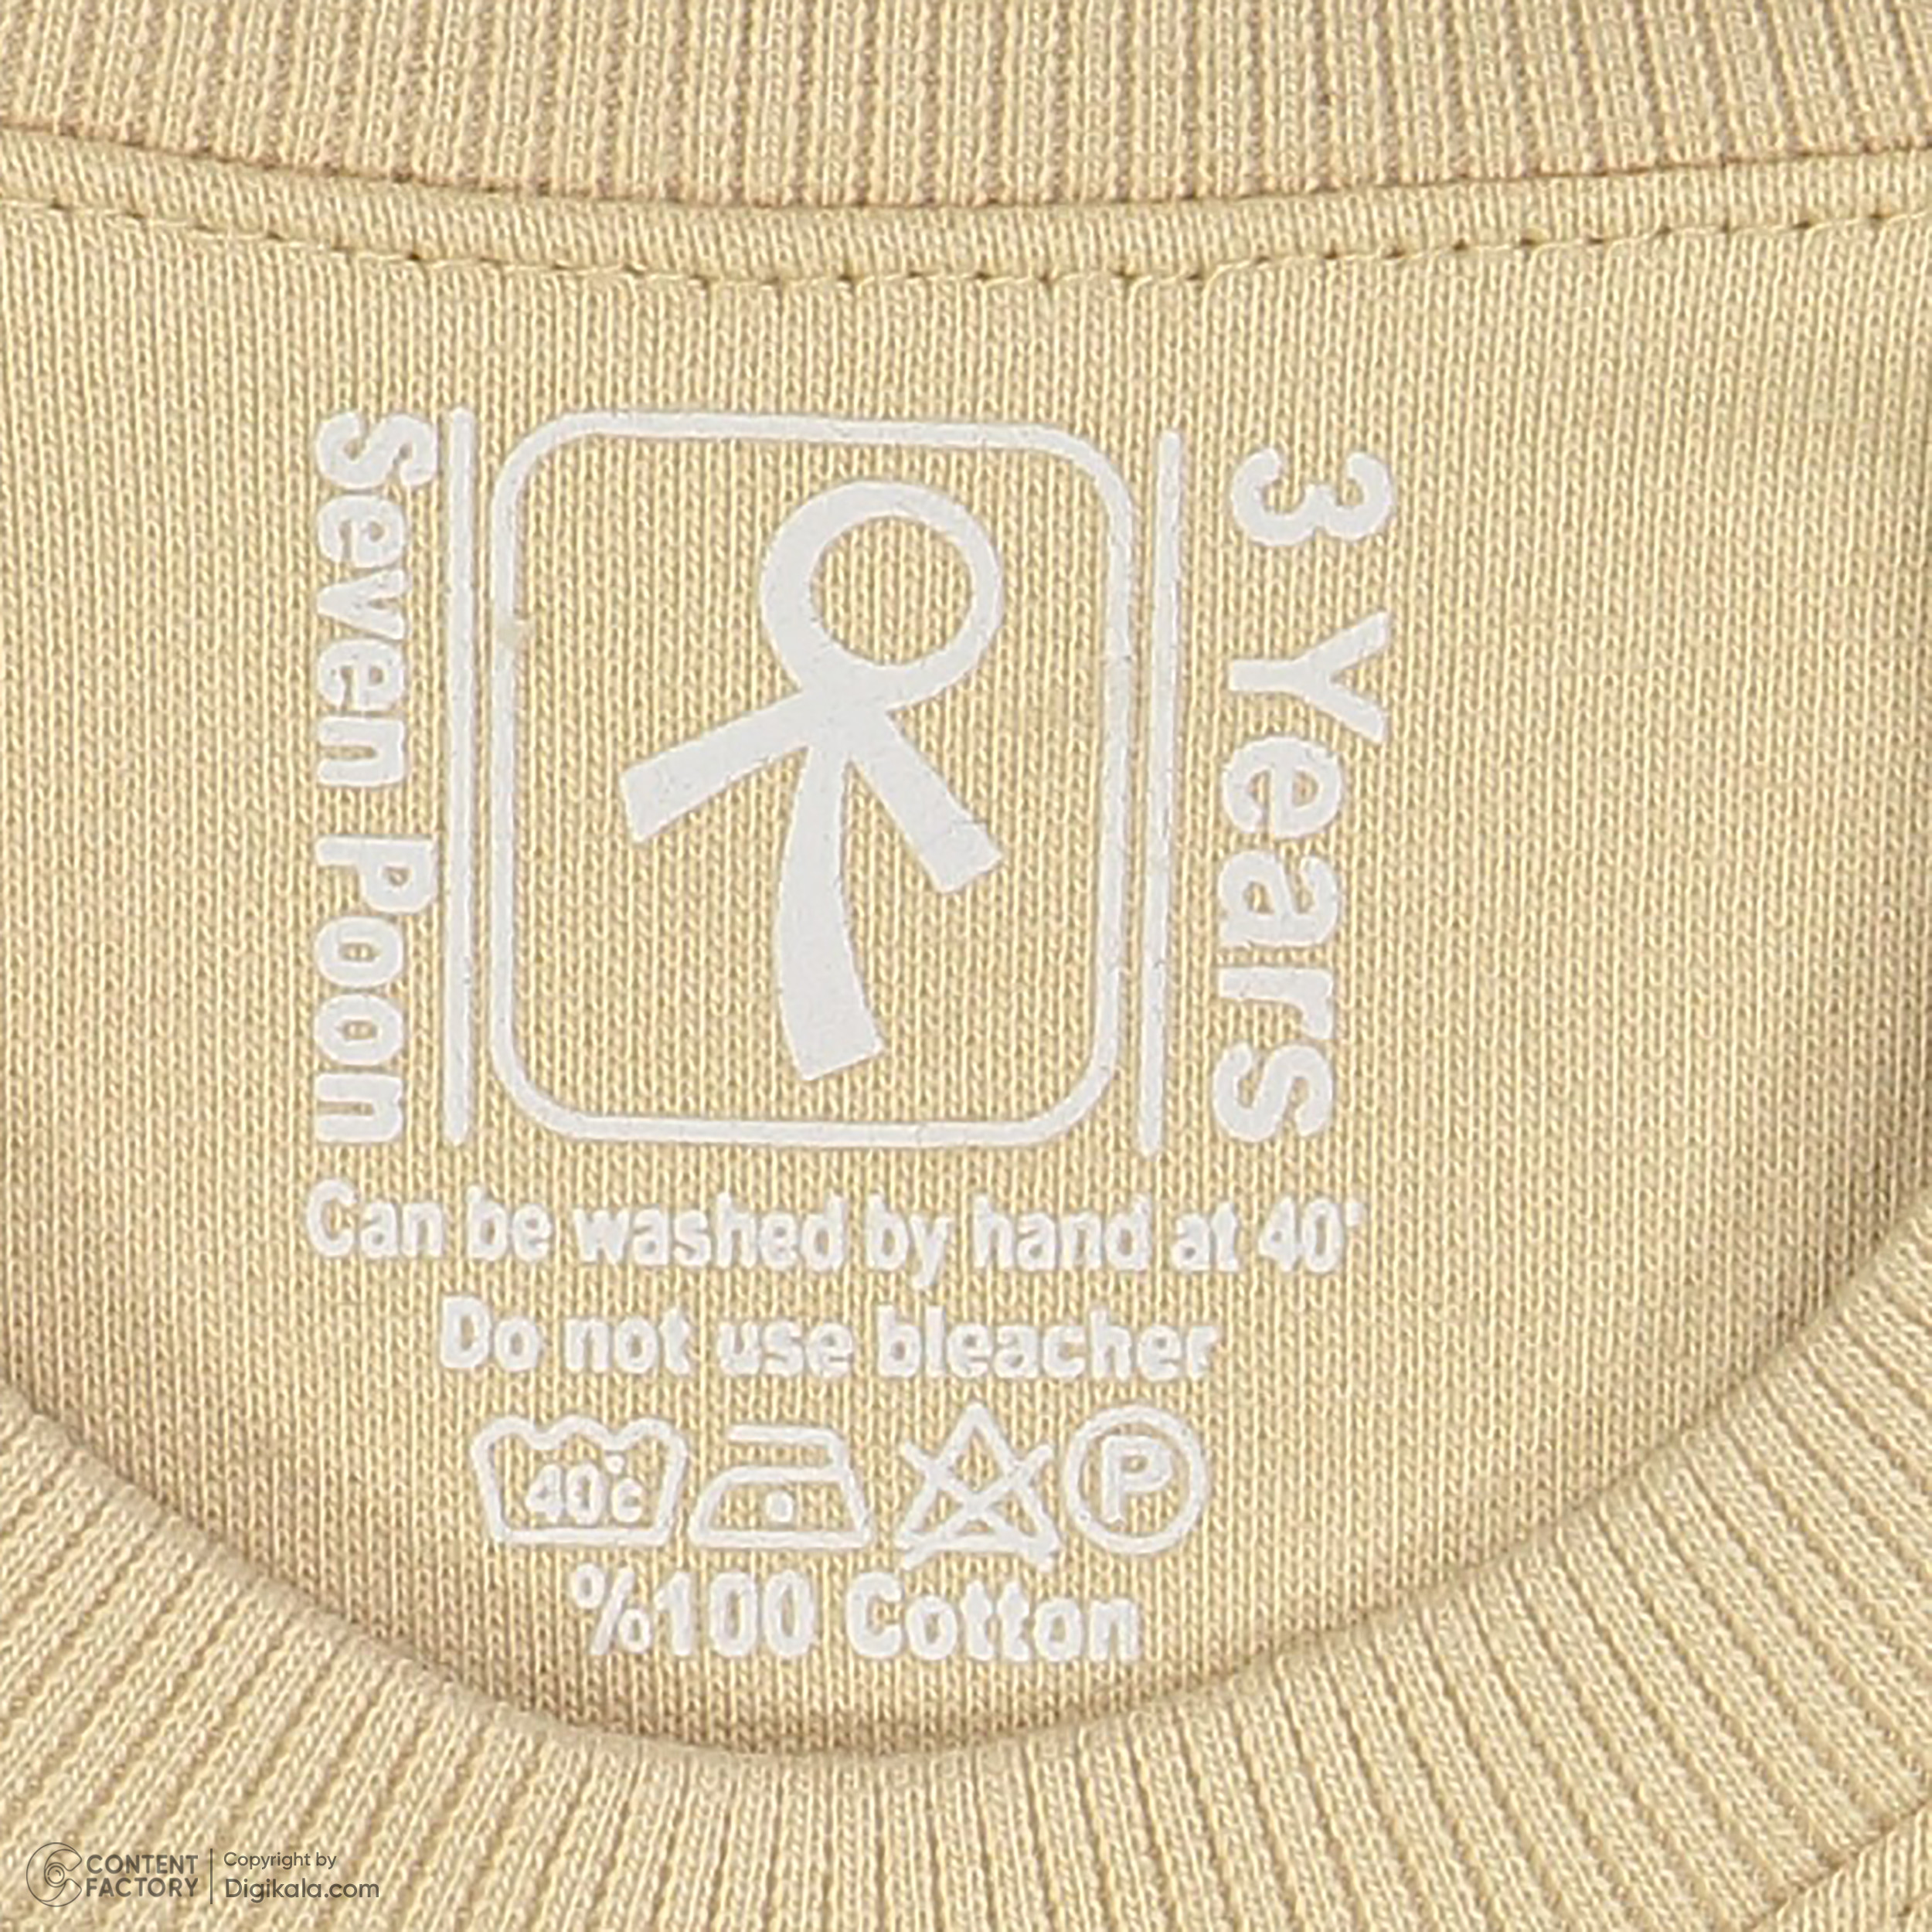 Seven Poon
3 Years
Can be washed by hand at 40°
Do not use bleacher
40°c
P
%100 Cotton
CONTENT FACTORY
Copyright by
Digikala.com